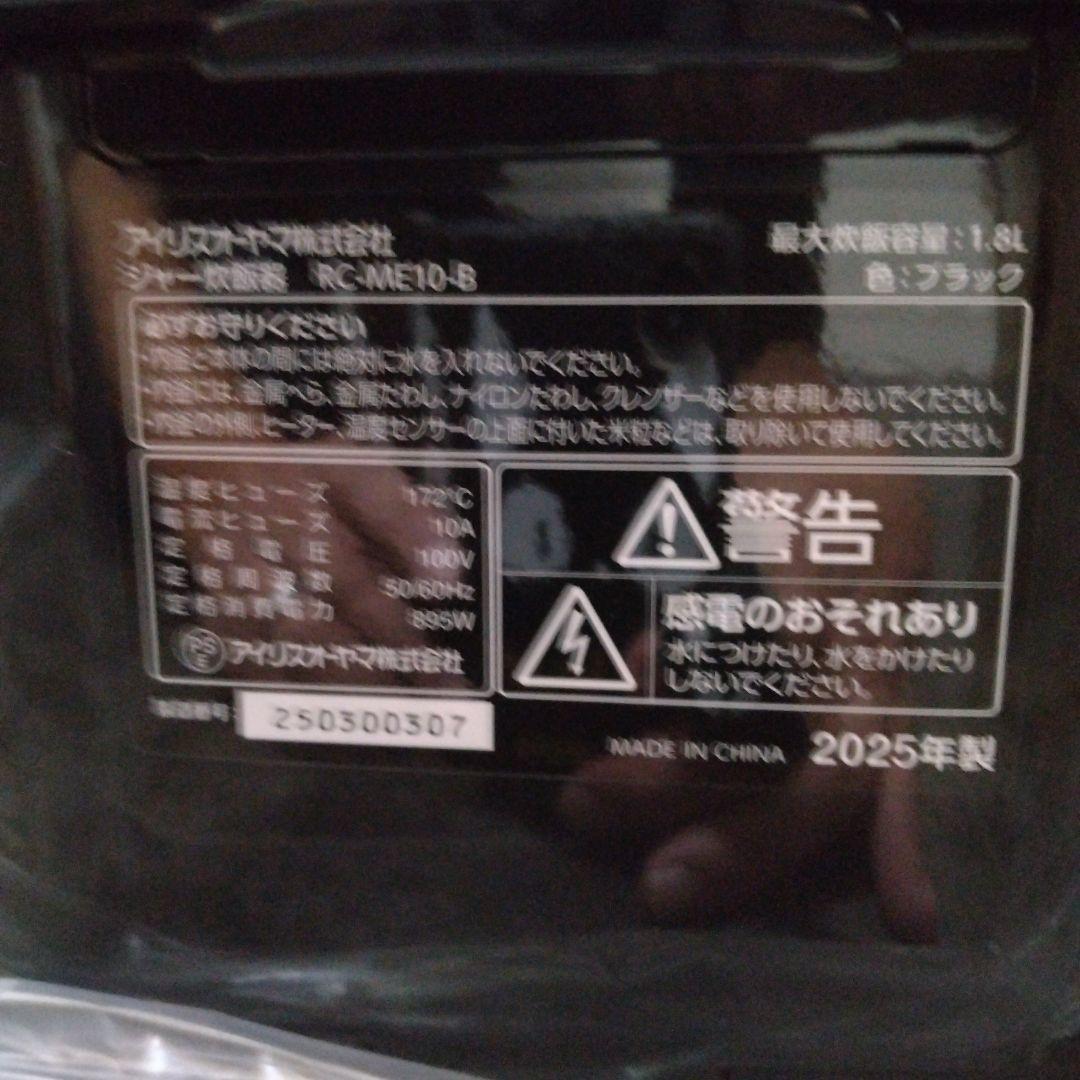 アイリスオーヤマ株式会社
ジャー炊飯器 RC-ME10-B
最大炊飯容量：1.8L
色：ブラック
必ずお守りください
・内釜と本体の間には絶対に水を入れないでください。
・内釜には、金属へら、金属たわし、ナイロンたわし、クレンザーなどを使用しないでください。
・内釜の外側、ヒーター、温度センサーの上面に付いた米粒などは、取り除いて使用してください。
温度ヒューズ 172℃
電流ヒューズ 10A
定格電圧 100V
定格周波数 50/60Hz
定格消費電力 895W
PS E アイリスオーヤマ株式会社
警告
感電のおそれあり
水につけたり、水をかけたり
しないでください。
製造番号: 250300307
MADE IN CHINA 2025年製